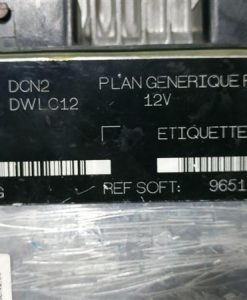 DCN2 PLAN GENERIQUE
DWLC12 12V
ETIQUETTE
REF SOFT: 9651